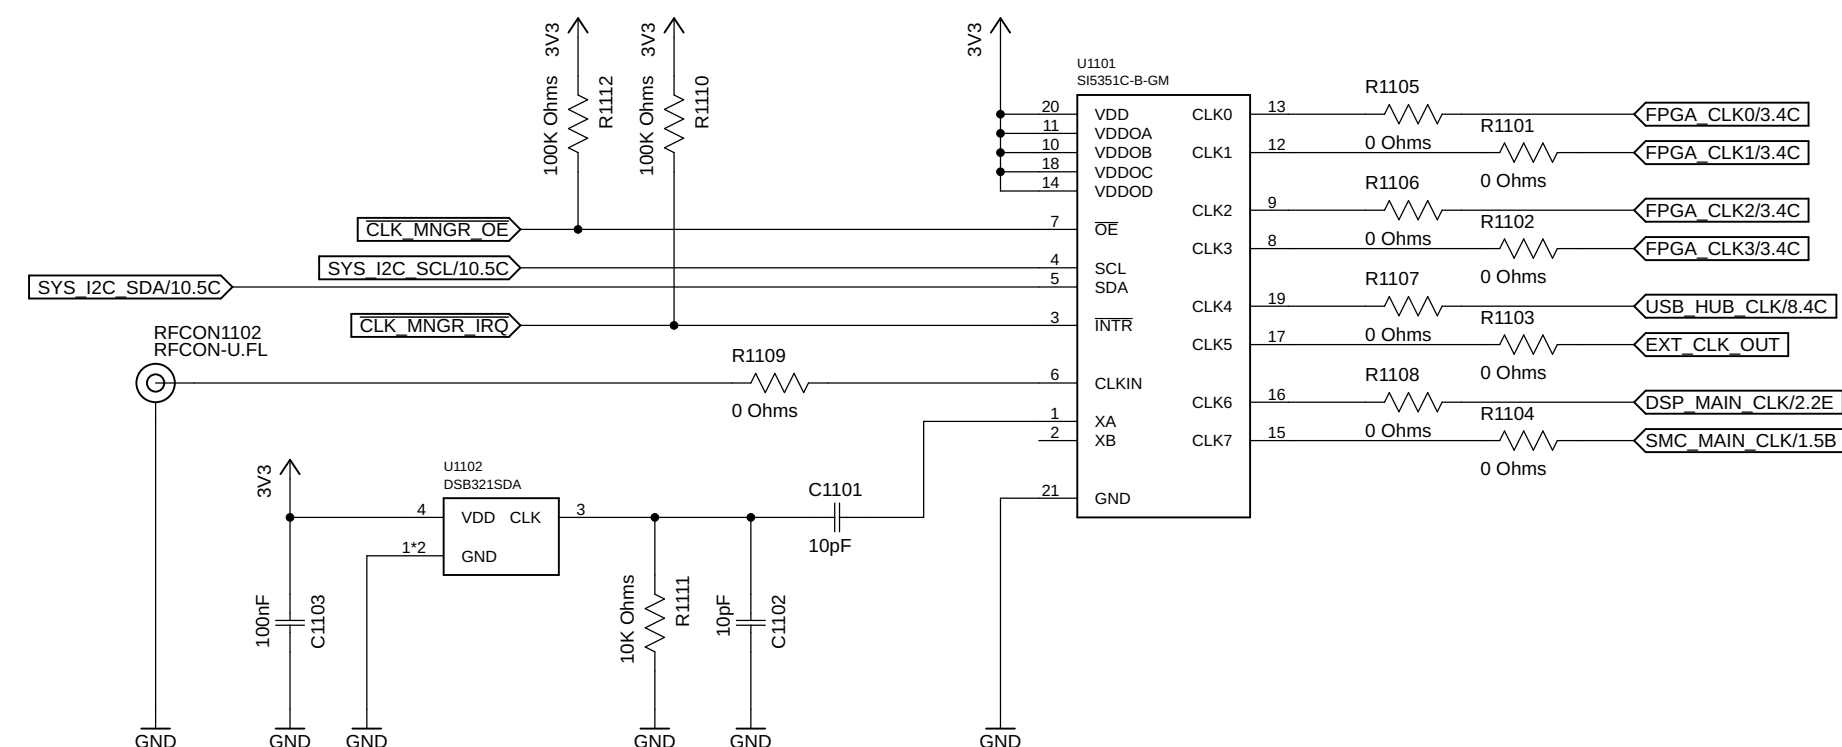 3V3
100K Ohms
R1112
3V3
100K Ohms
R1110
3V3
U1101
SI5351C-B-GM
20
VDD
11
VDDOA
10
VDDOB
18
VDDOC
14
VDDOD
7
OE
4
SCL
5
SDA
3
INTR
6
CLKIN
1
XA
2
XB
21
GND
CLK0
13
CLK1
12
CLK2
9
CLK3
8
CLK4
19
CLK5
17
CLK6
16
CLK7
15
R1105
0 Ohms
FPGA_CLK0/3.4C
R1101
0 Ohms
FPGA_CLK1/3.4C
R1106
0 Ohms
FPGA_CLK2/3.4C
R1102
0 Ohms
FPGA_CLK3/3.4C
R1107
0 Ohms
USB_HUB_CLK/8.4C
R1103
0 Ohms
EXT_CLK_OUT
R1108
0 Ohms
DSP_MAIN_CLK/2.2E
R1104
0 Ohms
SMC_MAIN_CLK/1.5B
CLK_MNGR_OE
SYS_I2C_SCL/10.5C
SYS_I2C_SDA/10.5C
CLK_MNGR_IRQ
RFCON1102
RFCON-U.FL
R1109
0 Ohms
3V3
U1102
DSB321SDA
4
VDD
CLK
3
1*2
GND
C1101
10pF
100nF
C1103
10K Ohms
R1111
10pF
C1102
GND
GND
GND
GND
GND
GND